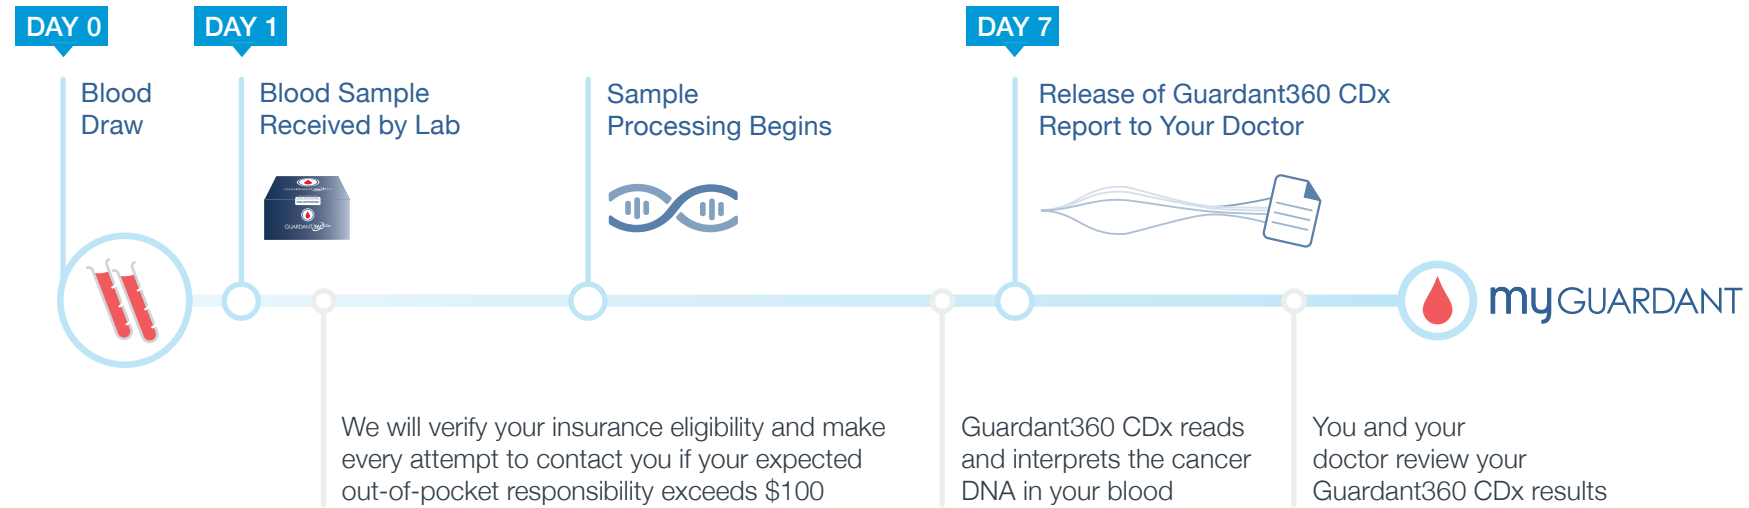 DAY 0
DAY 1
DAY 7
Blood
Draw
Blood Sample
Received by Lab
Sample
Processing Begins
Release of Guardant360 CDx
Report to Your Doctor
GUARDANT360
my GUARDANT
We will verify your insurance eligibility and make
every attempt to contact you if your expected
out-of-pocket responsibility exceeds $100
Guardant360 CDx reads
and interprets the cancer
DNA in your blood
You and your
doctor review your
Guardant360 CDx results